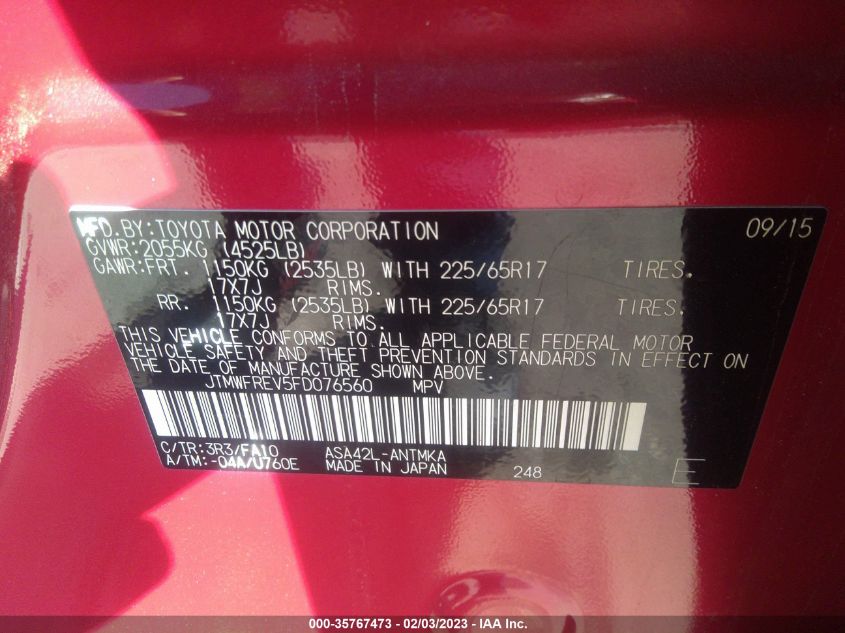 MFD. BY: TOYOTA MOTOR CORPORATION 09/15
GVWR: 2055KG (4525LB)
GAWR: FRT. 1150KG (2535LB) WITH 225/65R17 TIRES.
17X7J RIMS.
RR. 1150KG (2535LB) WITH 225/65R17 TIRES.
17X7J RIMS.
THIS VEHICLE CONFORMS TO ALL APPLICABLE FEDERAL MOTOR
VEHICLE SAFETY AND THEFT PREVENTION STANDARDS IN EFFECT ON
THE DATE OF MANUFACTURE SHOWN ABOVE.
JTMWFREV5FD076560 MPV
C/TR: 3R3/FA10 ASA42L-ANTMKA
A/TM: -04A/U760E MADE IN JAPAN 248 E
000-35767473 - 02/03/2023 - IAA Inc.